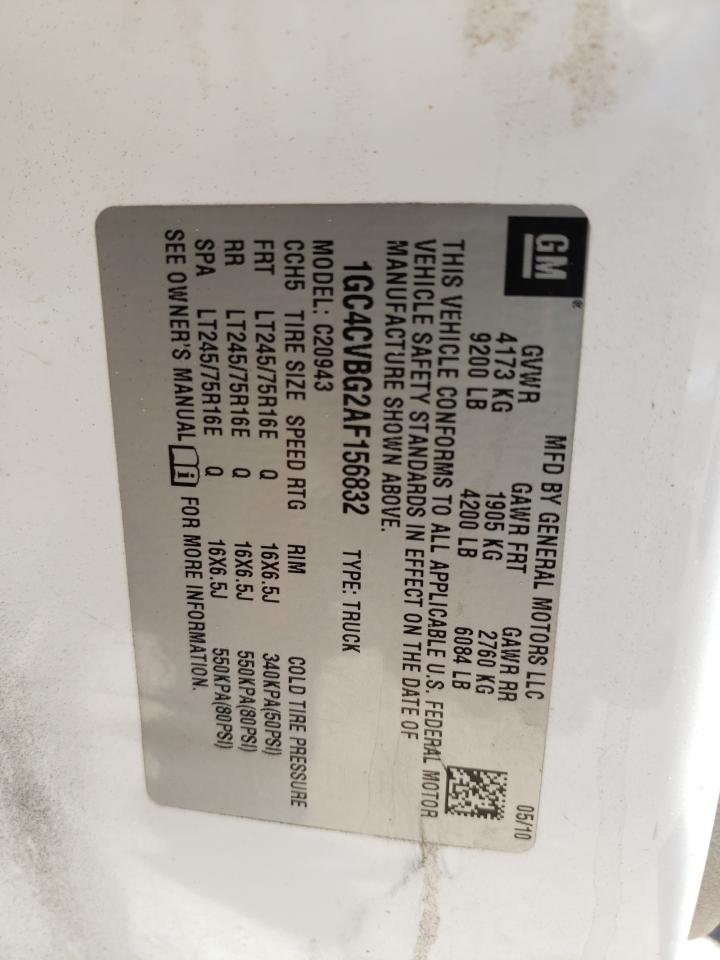 GM®
MFD BY GENERAL MOTORS LLC 05/10
GVWR GAWR FRT GAWR RR
4173 KG 1905 KG 2760 KG
9200 LB 4200 LB 6084 LB
THIS VEHICLE CONFORMS TO ALL APPLICABLE U.S. FEDERAL MOTOR
VEHICLE SAFETY STANDARDS IN EFFECT ON THE DATE OF
MANUFACTURE SHOWN ABOVE.
1GC4CVBG2AF156832 TYPE: TRUCK
MODEL: C20943
CCH5 TIRE SIZE SPEED RTG RIM COLD TIRE PRESSURE
FRT LT245/75R16E Q 16X6.5J 340KPA(50PSI)
RR LT245/75R16E Q 16X6.5J 550KPA(80PSI)
SPA LT245/75R16E Q 16X6.5J 550KPA(80PSI)
SEE OWNER'S MANUAL i FOR MORE INFORMATION.